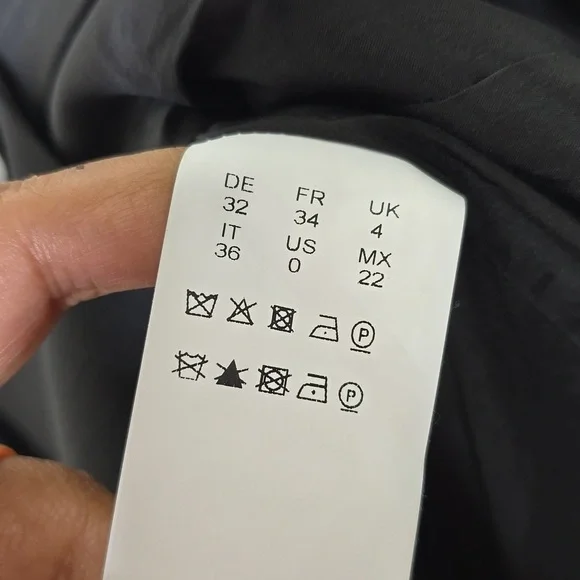 DE FR UK
32 34 4
IT US MX
36 0 22
P
P